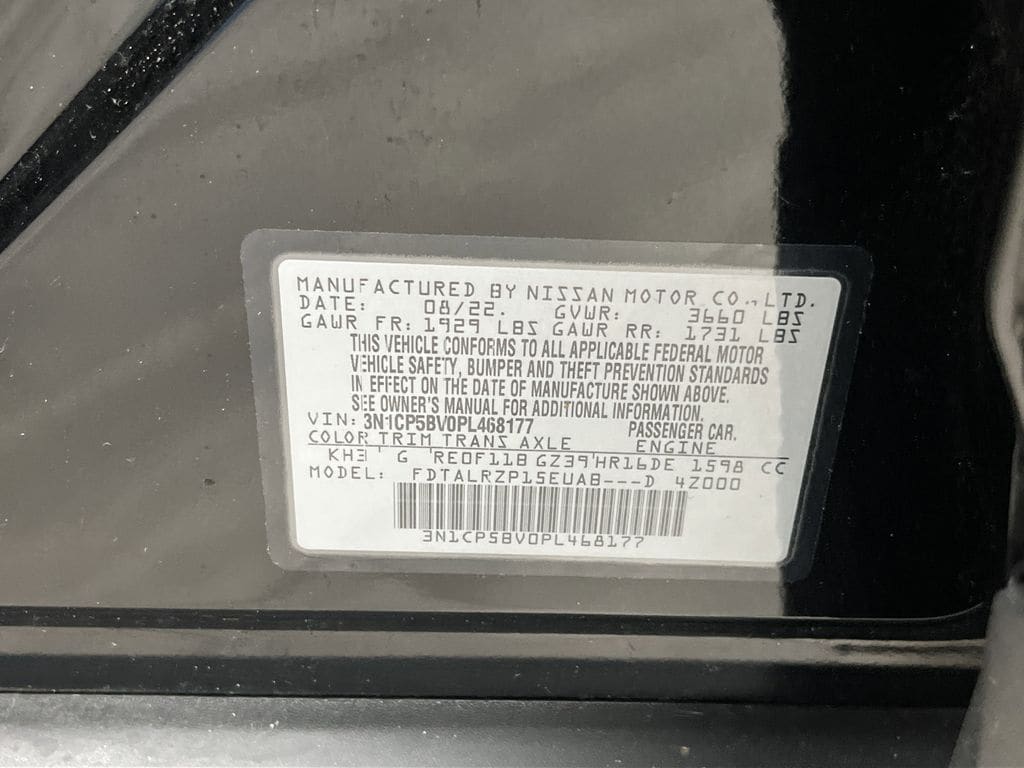 MANUFACTURED BY NISSAN MOTOR CO., LTD.
DATE: 08/22. GVWR: 3660 LBS
GAWR FR: 1929 LBS GAWR RR: 1731 LBS
THIS VEHICLE CONFORMS TO ALL APPLICABLE FEDERAL MOTOR
VEHICLE SAFETY, BUMPER AND THEFT PREVENTION STANDARDS
IN EFFECT ON THE DATE OF MANUFACTURE SHOWN ABOVE.
SEE OWNER'S MANUAL FOR ADDITIONAL INFORMATION.
VIN: 3N1CP5BV0PL468177 PASSENGER CAR.
COLOR TRIM TRANS AXLE ENGINE
KH3 ' G 'RE0F11B GZ39'HR16DE 1598 CC
MODEL: FDTALRZP15EUAB---D 4Z000
3N1CP5BV0PL468177